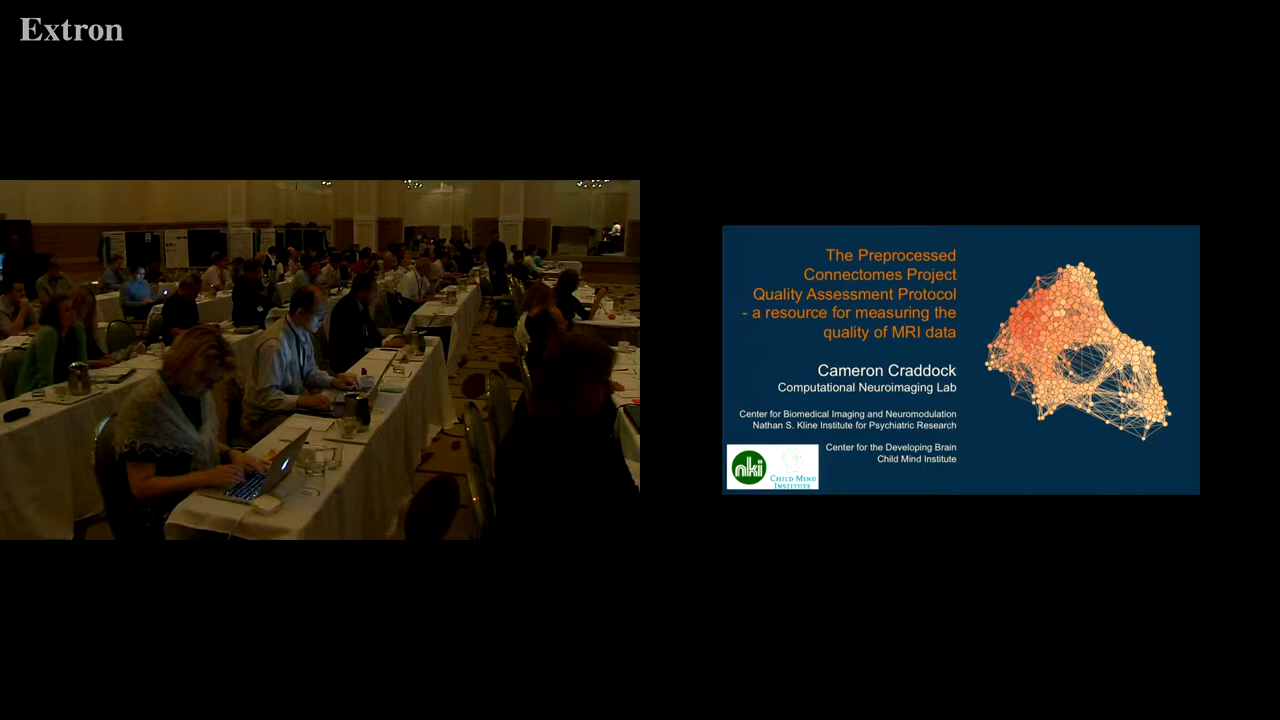 Extron
The Preprocessed
Connectomes Project
Quality Assessment Protocol
- a resource for measuring the
quality of MRI data
Cameron Craddock
Computational Neuroimaging Lab
Center for Biomedical Imaging and Neuromodulation
Nathan S. Kline Institute for Psychiatric Research
Center for the Developing Brain
Child Mind Institute
nki
CHILD MIND
INSTITUTE